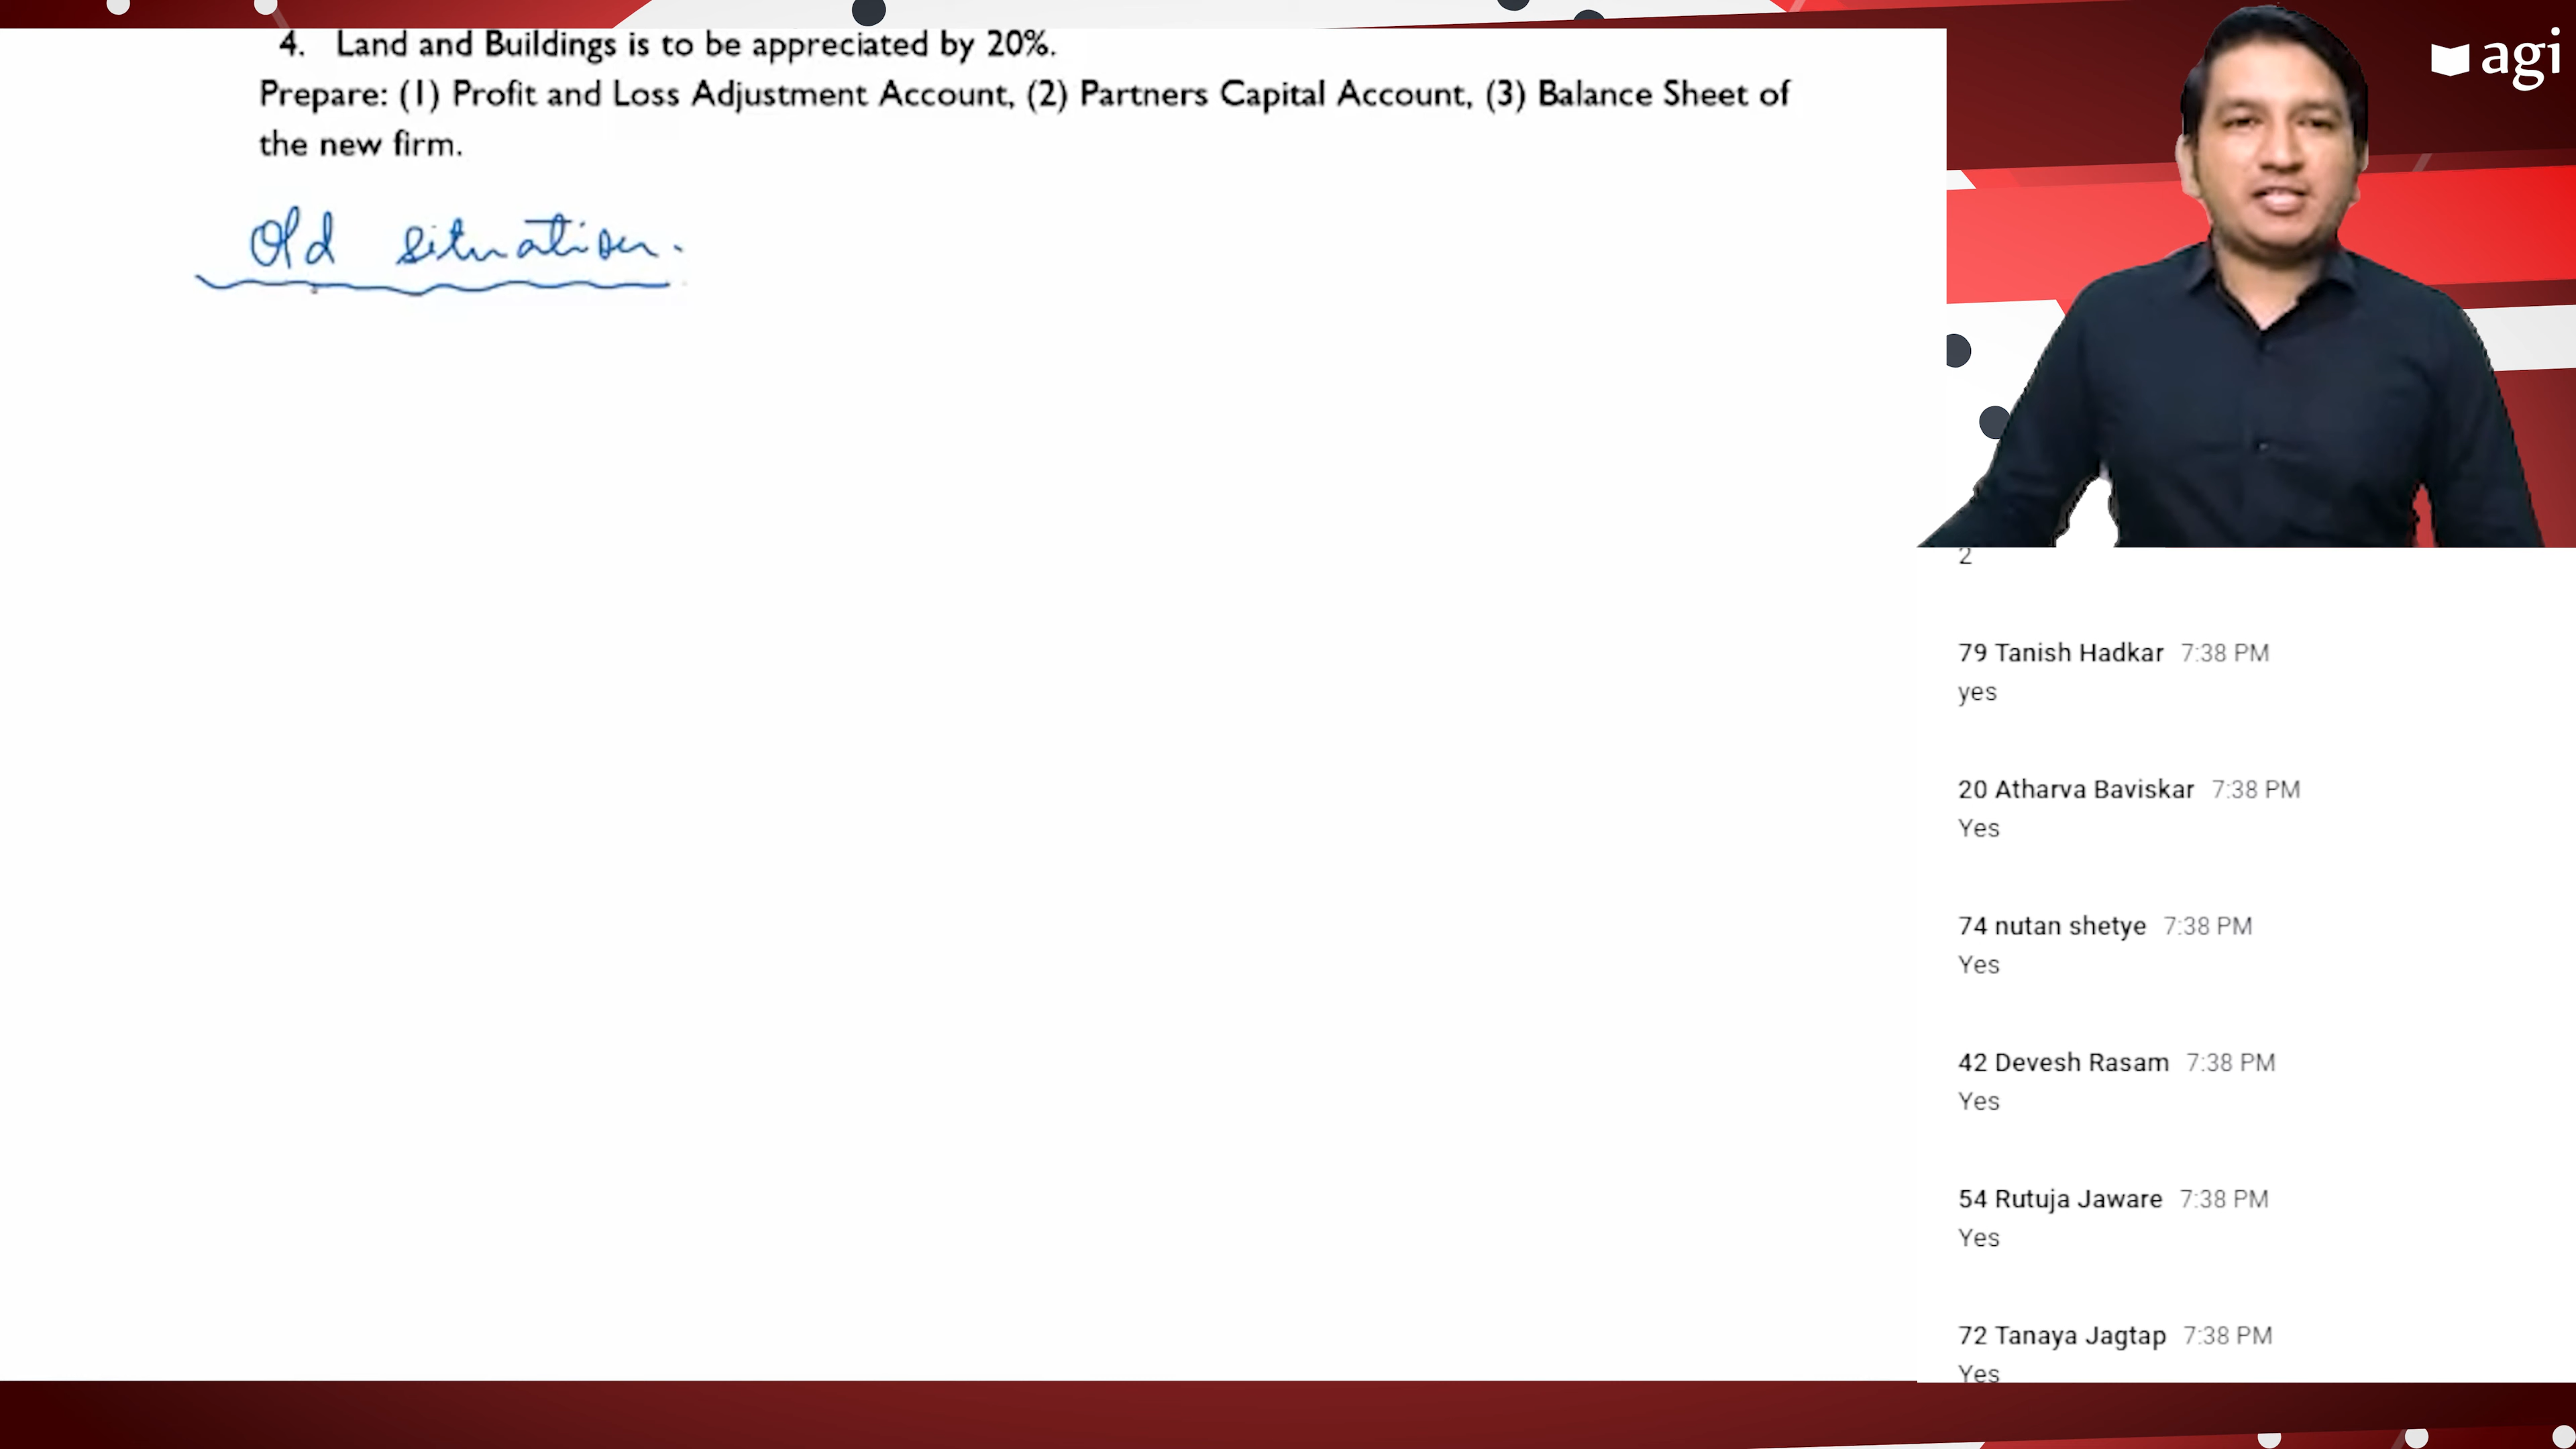 4. Land and Buildings is to be appreciated by 20%.
Prepare: (1) Profit and Loss Adjustment Account, (2) Partners Capital Account, (3) Balance Sheet of
the new firm.
Old situation.
agi
2
79 Tanish Hadkar 7:38 PM
yes
20 Atharva Baviskar 7:38 PM
Yes
74 nutan shetye 7:38 PM
Yes
42 Devesh Rasam 7:38 PM
Yes
54 Rutuja Jaware 7:38 PM
Yes
72 Tanaya Jagtap 7:38 PM
Yes